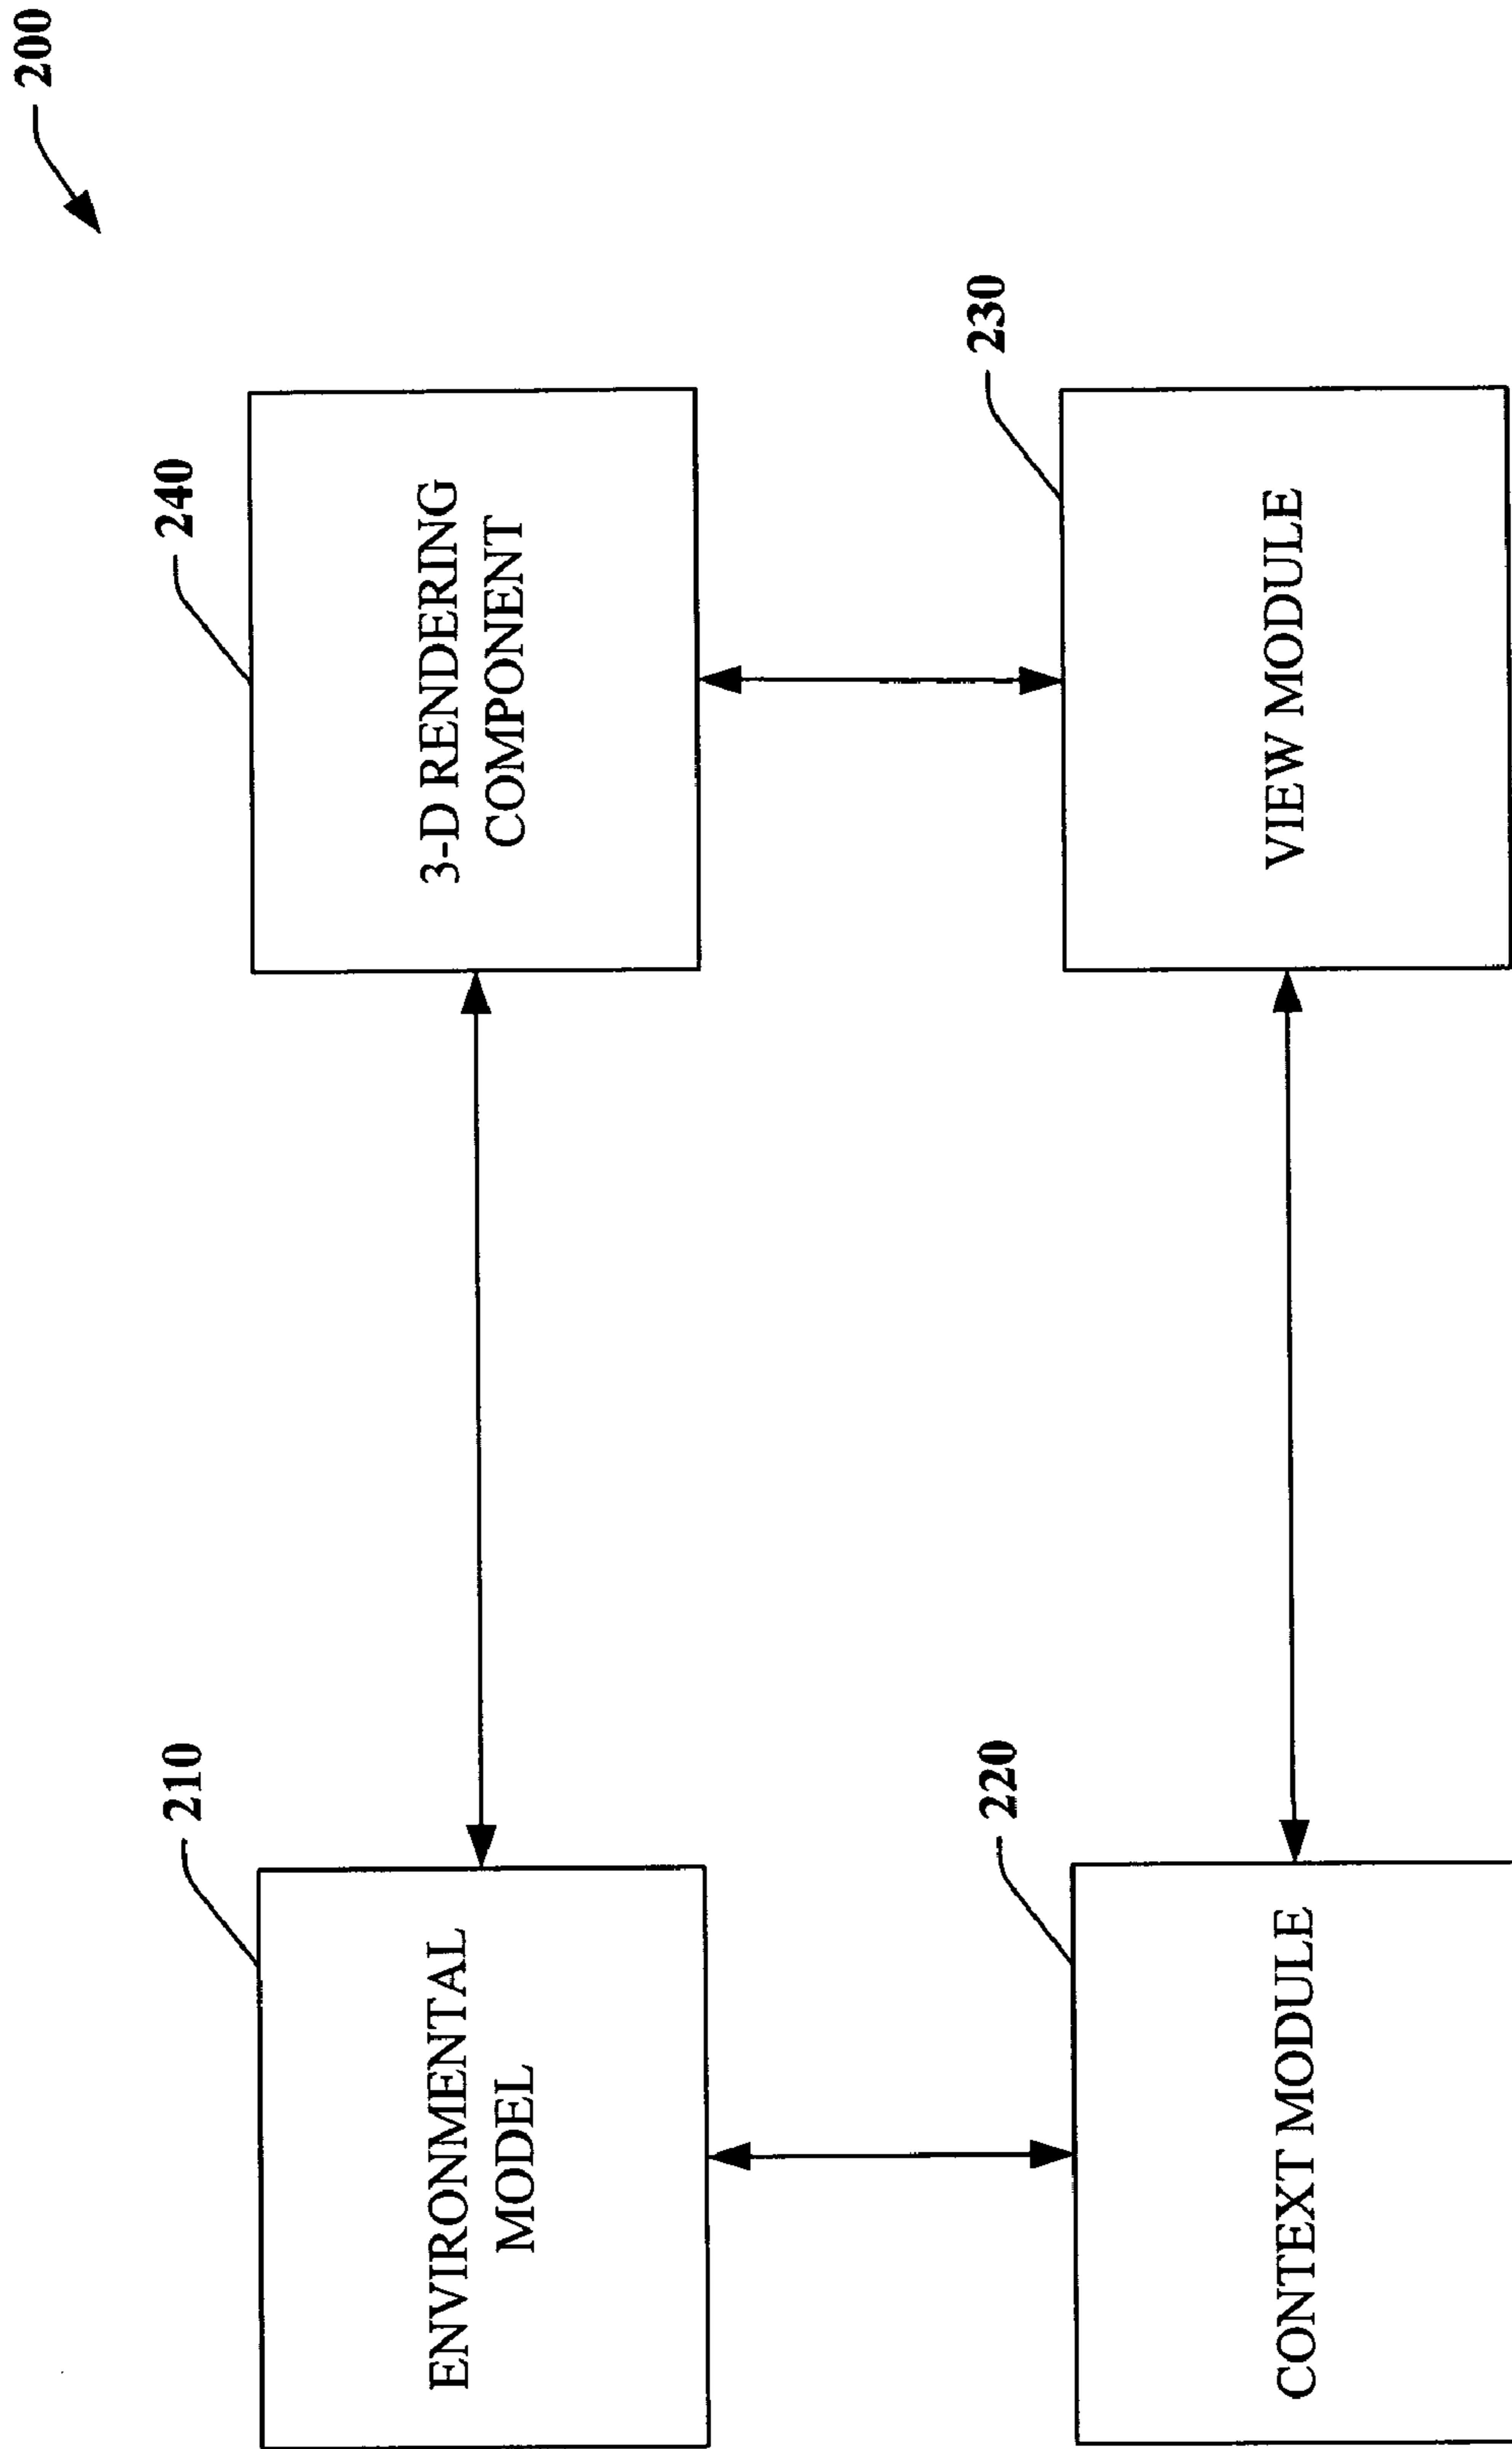 200
210
ENVIRONMENTAL
MODEL
240
3-D RENDERING
COMPONENT
220
CONTEXT MODULE
230
VIEW MODULE